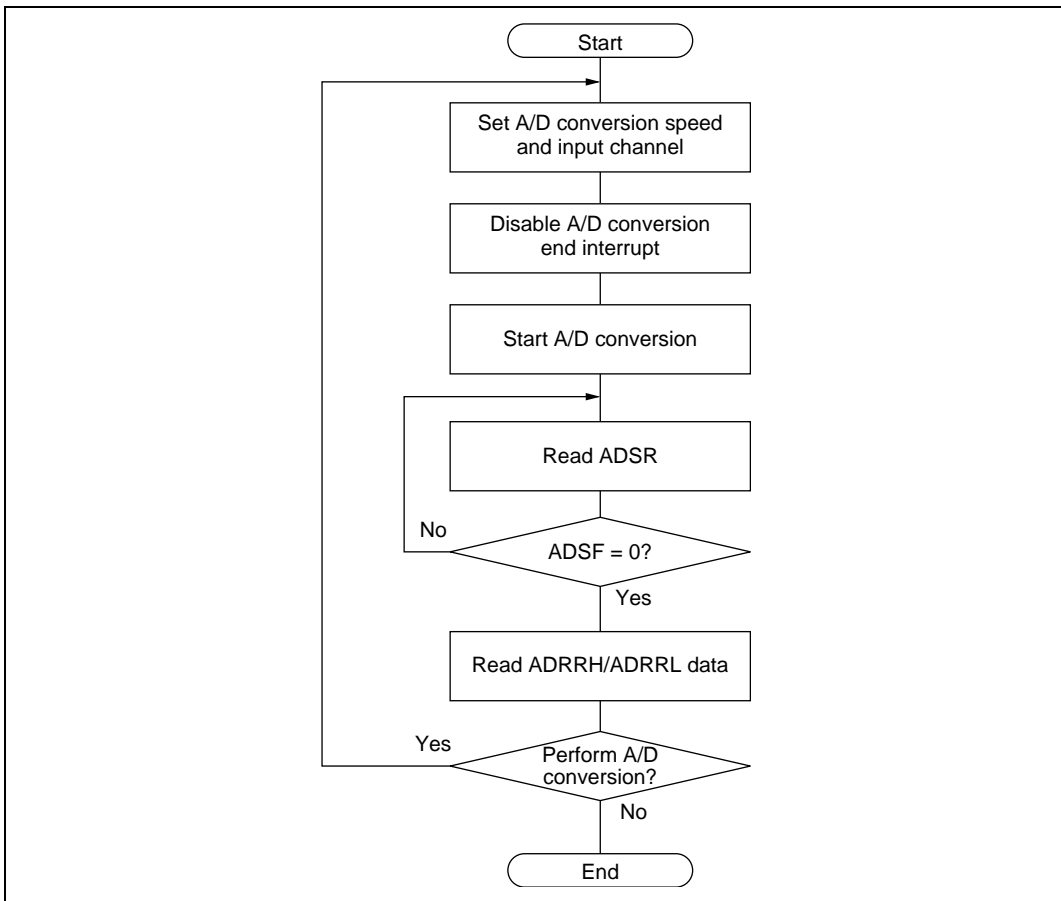 Start
Set A/D conversion speed
and input channel
Disable A/D conversion
end interrupt
Start A/D conversion
Read ADSR
No
ADSF = 0?
Yes
Read ADRRH/ADRRL data
Yes
Perform A/D
conversion?
No
End